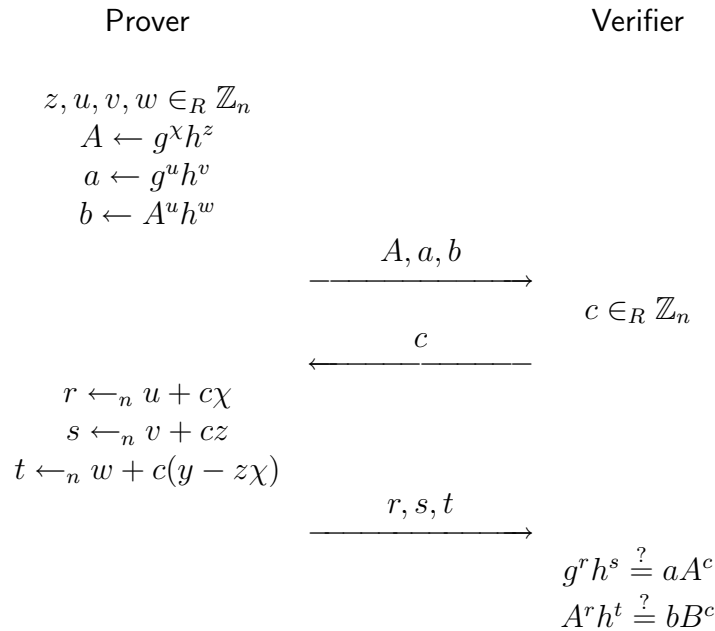 Prover Verifier
z, u, v, w ∈_R ℤ_n
A ← g^χ h^z
a ← g^u h^v
b ← A^u h^w
A, a, b
c ∈_R ℤ_n
c
r ←_n u + cχ
s ←_n v + cz
t ←_n w + c(y − zχ)
r, s, t
g^r h^s ≟ aA^c
A^r h^t ≟ bB^c